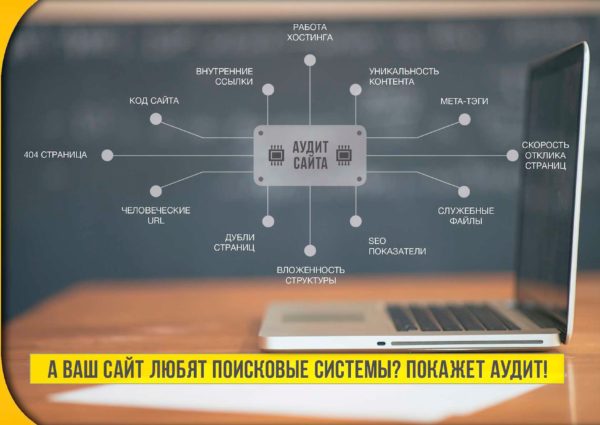 РАБОТА
ХОСТИНГА
ВНУТРЕННИЕ
ССЫЛКИ
УНИКАЛЬНОСТЬ
КОНТЕНТА
КОД САЙТА
МЕТА-ТЭГИ
404 СТРАНИЦА
АУДИТ
САЙТА
СКОРОСТЬ
ОТКЛИКА
СТРАНИЦ
ЧЕЛОВЕЧЕСКИЕ
URL
СЛУЖЕБНЫЕ
ФАЙЛЫ
ДУБЛИ
СТРАНИЦ
SEO
ПОКАЗАТЕЛИ
ВЛОЖЕННОСТЬ
СТРУКТУРЫ
А ВАШ САЙТ ЛЮБЯТ ПОИСКОВЫЕ СИСТЕМЫ? ПОКАЖЕТ АУДИТ!